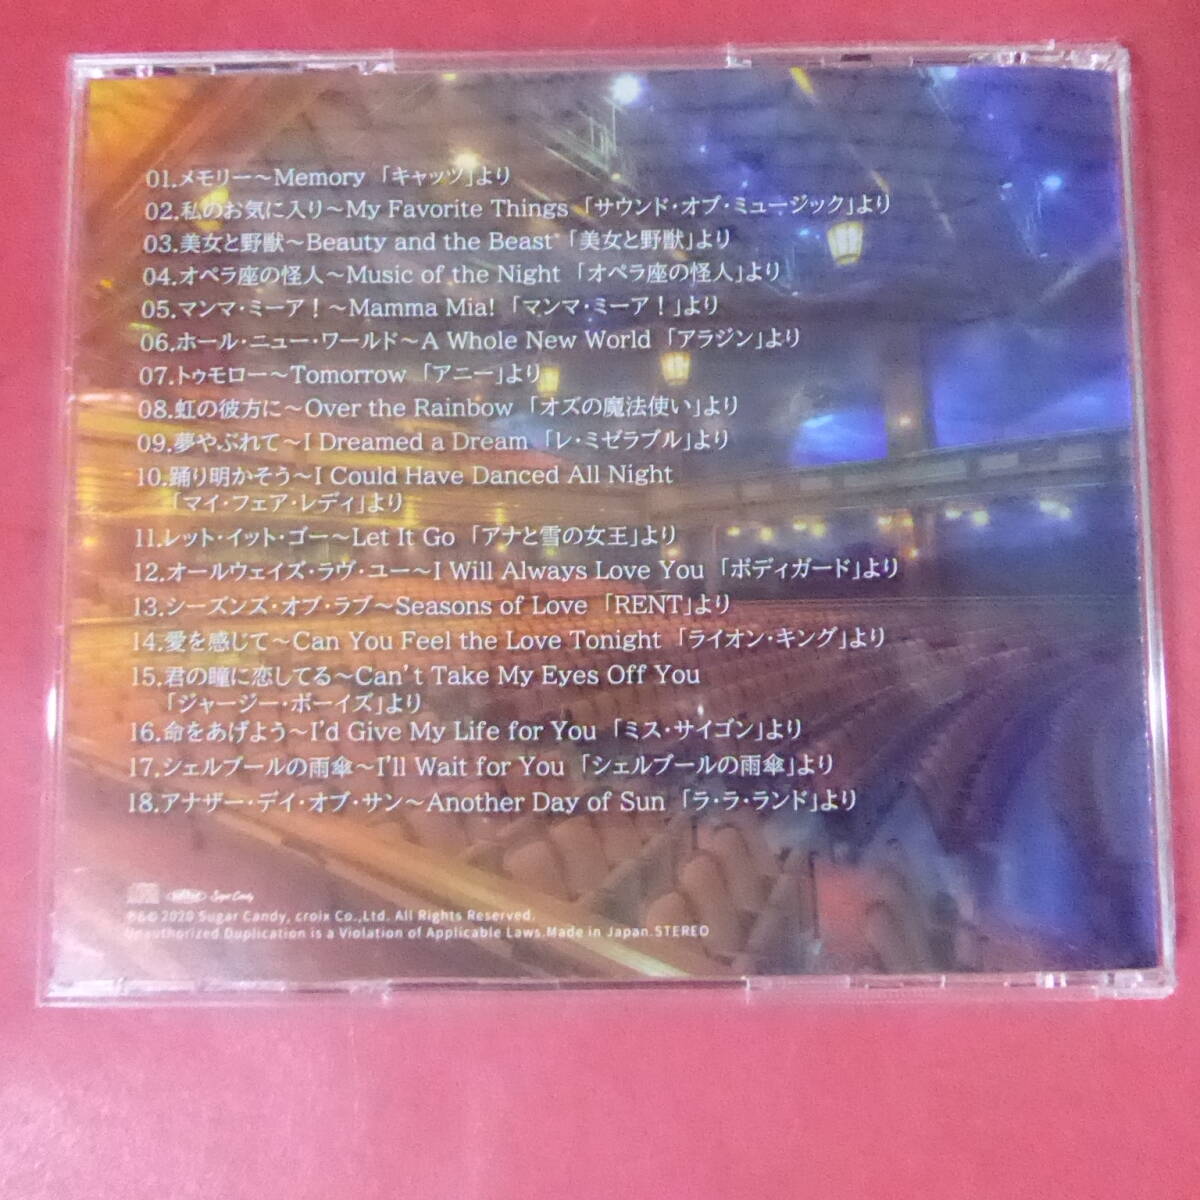 01.メモリー～Memory「キャッツ」より
02.私のお気に入り～My Favorite Things「サウンド・オブ・ミュージック」より
03.美女と野獣～Beauty and the Beast「美女と野獣」より
04.オペラ座の怪人～Music of the Night「オペラ座の怪人」より
05.マンマ・ミーア！～Mamma Mia!「マンマ・ミーア！」より
06.ホール・ニュー・ワールド～A Whole New World「アラジン」より
07.トゥモロー～Tomorrow「アニー」より
08.虹の彼方に～Over the Rainbow「オズの魔法使い」より
09.夢やぶれて～I Dreamed a Dream「レ・ミゼラブル」より
10.踊り明かそう～I Could Have Danced All Night
「マイ・フェア・レディ」より
11.レット・イット・ゴー～Let It Go「アナと雪の女王」より
12.オールウェイズ・ラヴ・ユー～I Will Always Love You「ボディガード」より
13.シーズンズ・オブ・ラブ～Seasons of Love「RENT」より
14.愛を感じて～Can You Feel the Love Tonight「ライオン・キング」より
15.君の瞳に恋してる～Can't Take My Eyes Off You
「ジャージー・ボーイズ」より
16.命をあげよう～I'd Give My Life for You「ミス・サイゴン」より
17.シェルブールの雨傘～I'll Wait for You「シェルブールの雨傘」より
18.アナザー・デイ・オブ・サン～Another Day of Sun「ラ・ラ・ランド」より
Sugar Candy
℗&© 2020 Sugar Candy, croix Co.,Ltd. All Rights Reserved.
Unauthorized Duplication is a Violation of Applicable Laws.Made in Japan.STEREO